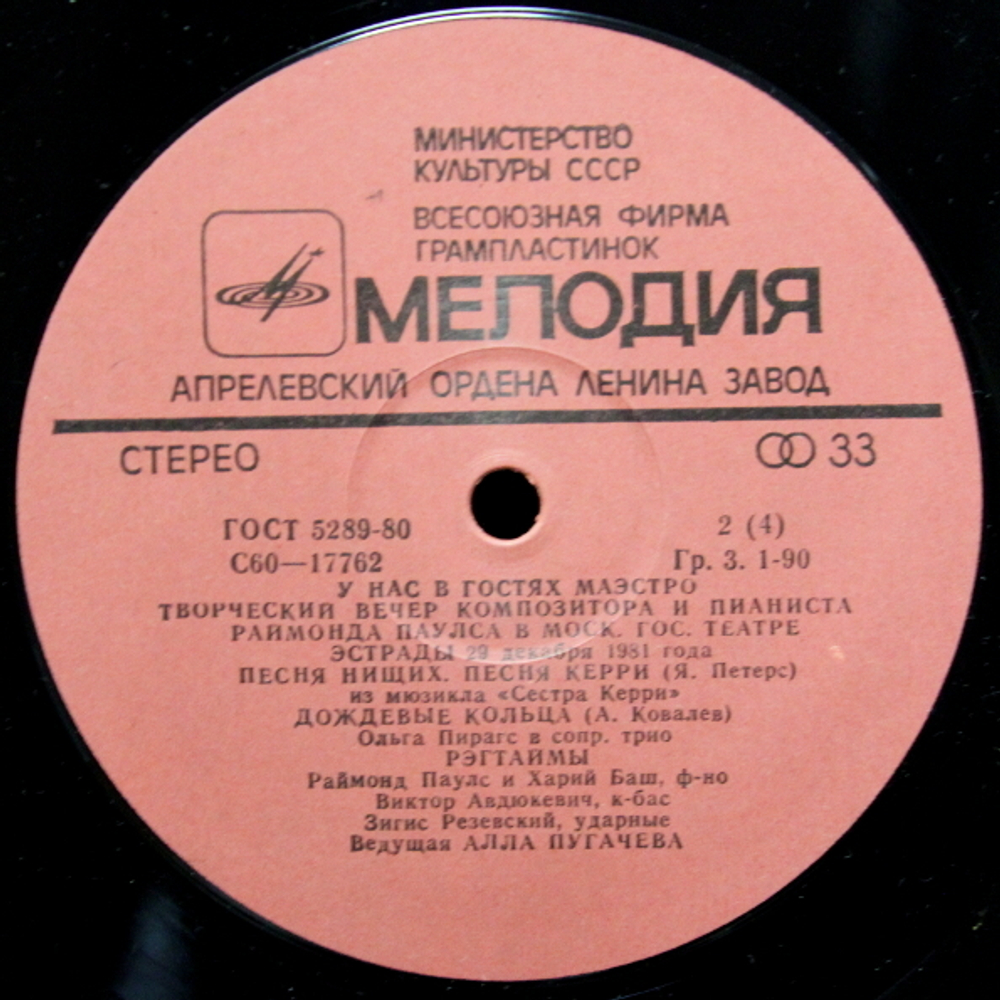 МИНИСТЕРСТВО
КУЛЬТУРЫ СССР
ВСЕСОЮЗНАЯ ФИРМА
ГРАМПЛАСТИНОК
МЕЛОДИЯ
АПРЕЛЕВСКИЙ ОРДЕНА ЛЕНИНА ЗАВОД
СТЕРЕО 33
ГОСТ 5289-80 2 (4)
С60—17762 Гр. 3. 1-90
У НАС В ГОСТЯХ МАЭСТРО
ТВОРЧЕСКИЙ ВЕЧЕР КОМПОЗИТОРА И ПИАНИСТА
РАЙМОНДА ПАУЛСА В МОСК. ГОС. ТЕАТРЕ
ЭСТРАДЫ 29 декабря 1981 года
ПЕСНЯ НИЩИХ. ПЕСНЯ КЕРРИ (Я. Петерс)
из мюзикла «Сестра Керри»
ДОЖДЕВЫЕ КОЛЬЦА (А. Ковалев)
Ольга Пирагс в сопр. трио
РЭГТАЙМЫ
Раймонд Паулс и Харий Баш, ф-но
Виктор Авдюкевич, к-бас
Зигис Резевский, ударные
Ведущая АЛЛА ПУГАЧЕВА